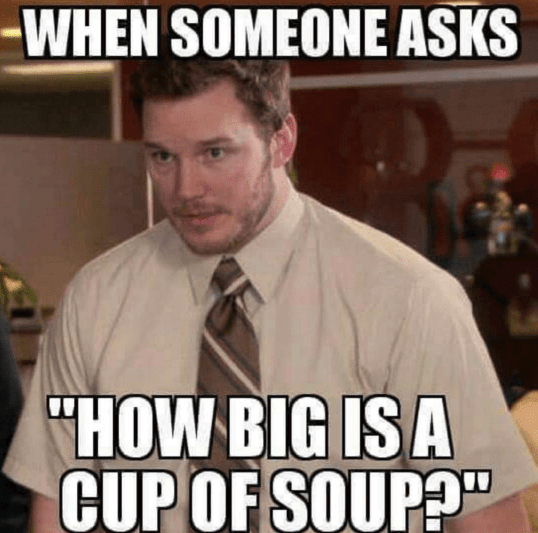 WHEN SOMEONE ASKS
"HOW BIG IS A
CUP OF SOUP?"